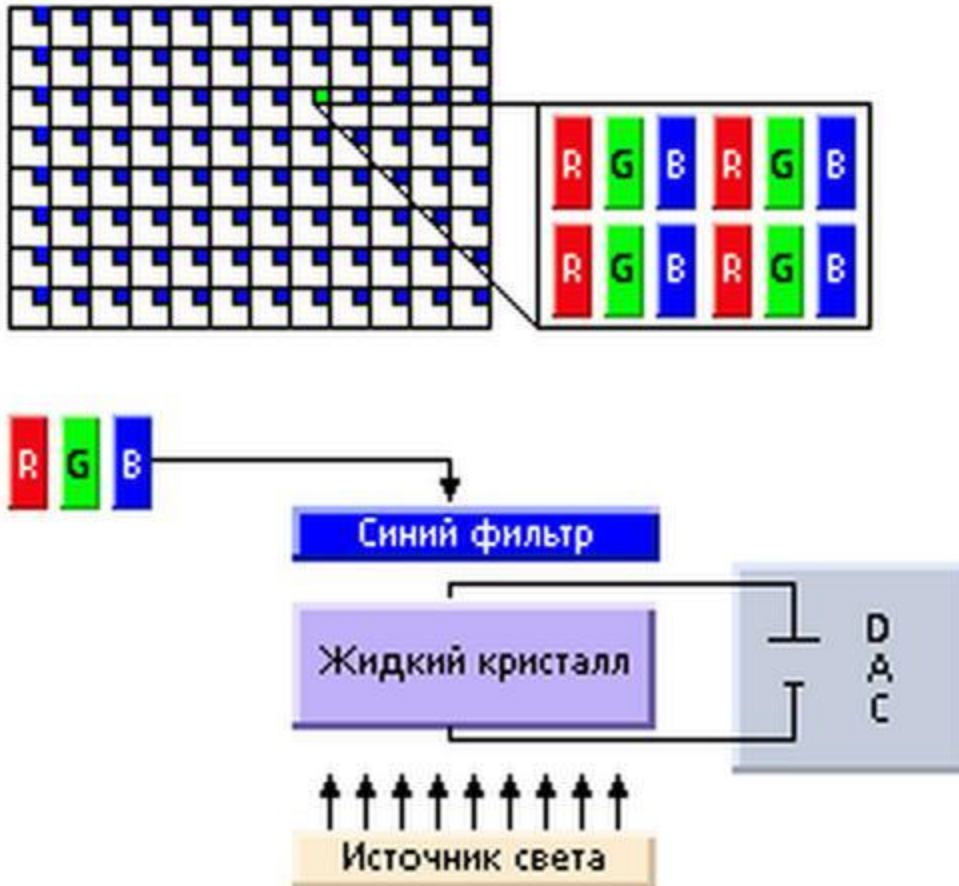 R G B R G B
R G B R G B
R G B
Синий фильтр
Жидкий кристалл
D
A
C
Источник света